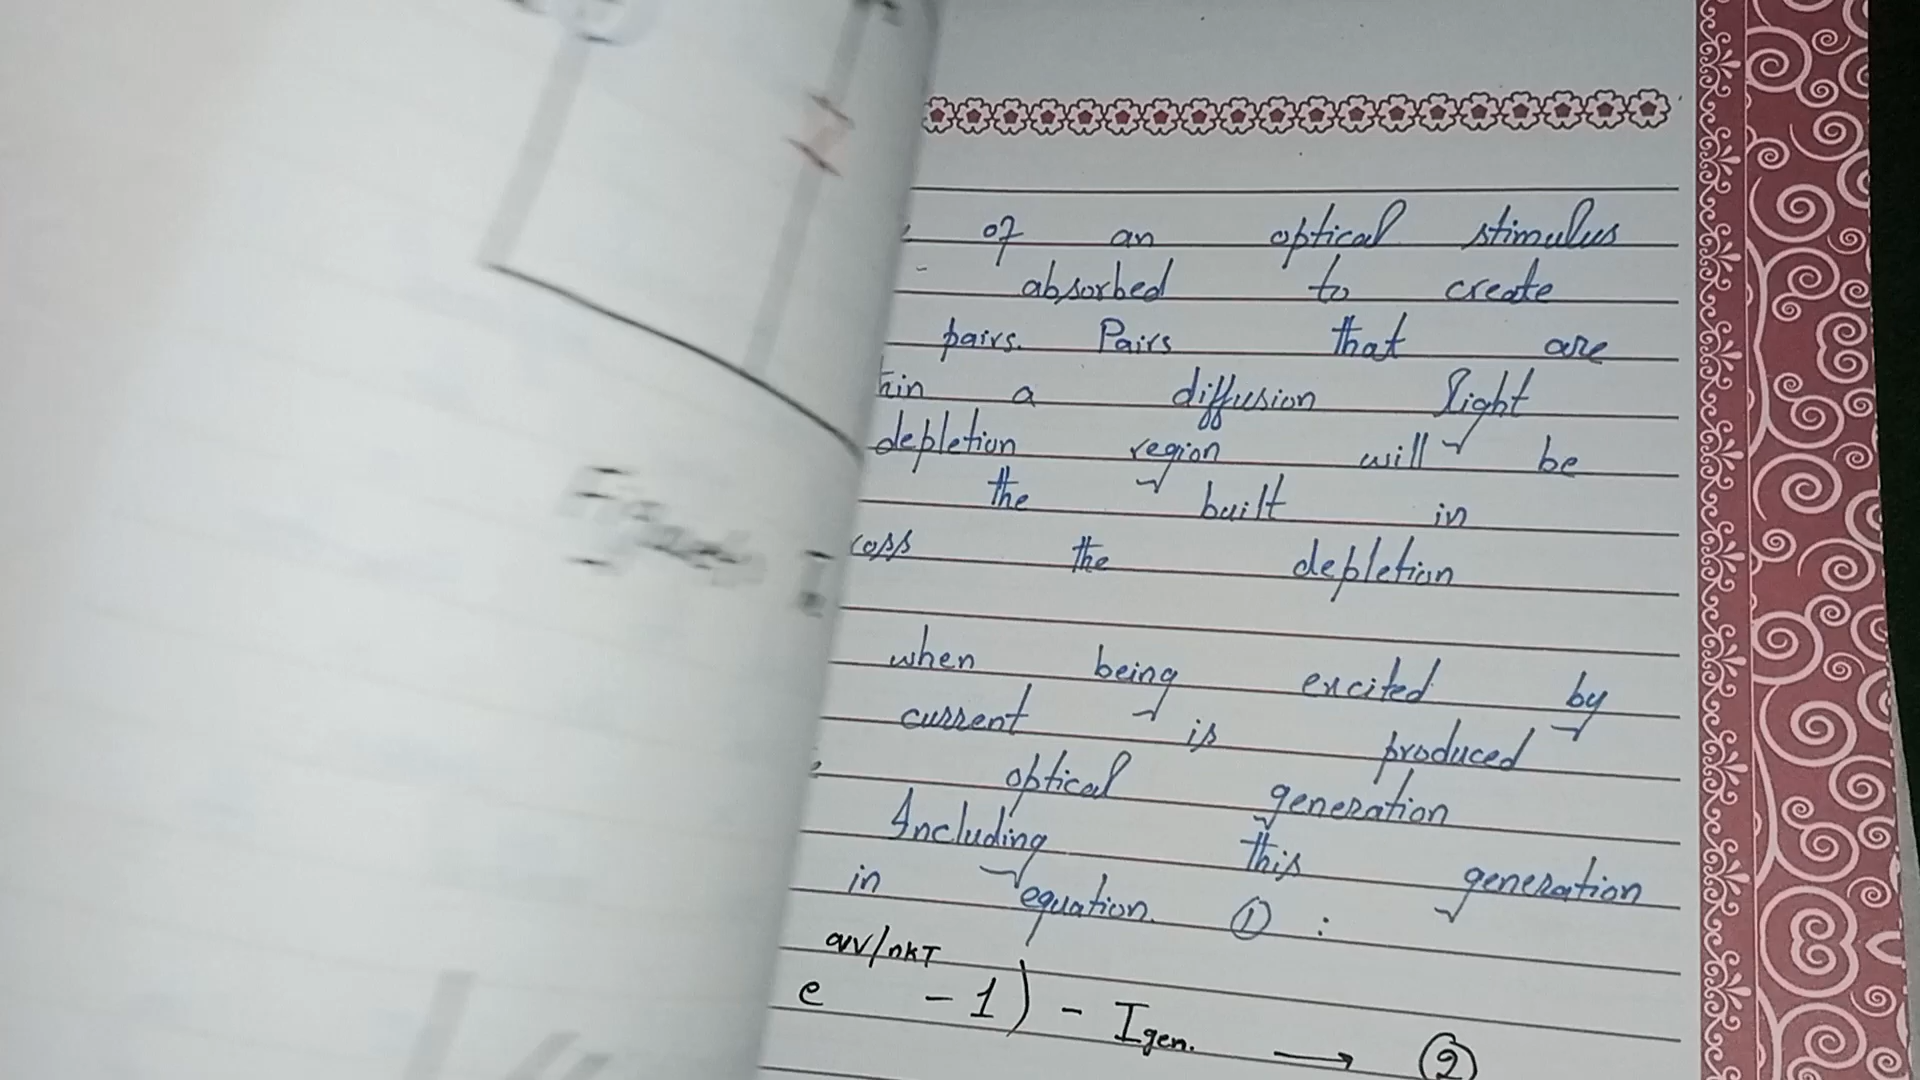 of an optical stimulus
absorbed to create
pairs. Pairs that are
hin a diffusion light
depletion region will be
the built in
ross the depletion
when being excited by
current is produced
optical generation
Including this generation
in equation ① :
qV/nKT
e - 1) - Igen. → ②